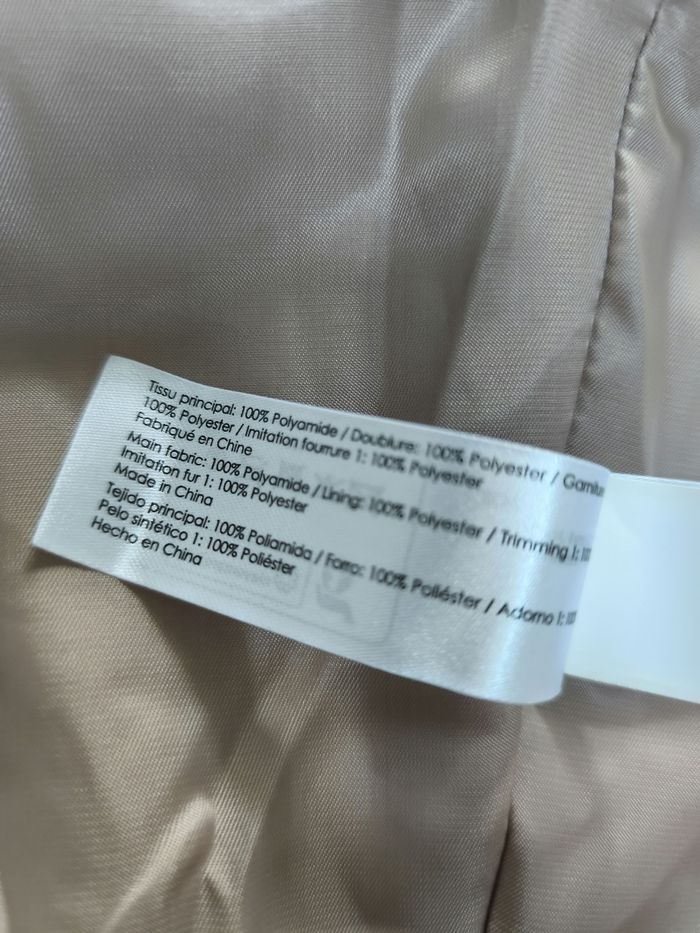 Tissu principal: 100% Polyamide / Doublure: 100% Polyester / Garniture
100% Polyester / Imitation fourrure 1: 100% Polyester
Fabriqué en Chine
Main fabric: 100% Polyamide / Lining: 100% Polyester / Trimming 1:
Imitation fur 1: 100% Polyester
Made in China
Tejido principal: 100% Poliamida / Forro: 100% Poliéster / Adorno 1:
Pelo sintético 1: 100% Poliéster
Hecho en China